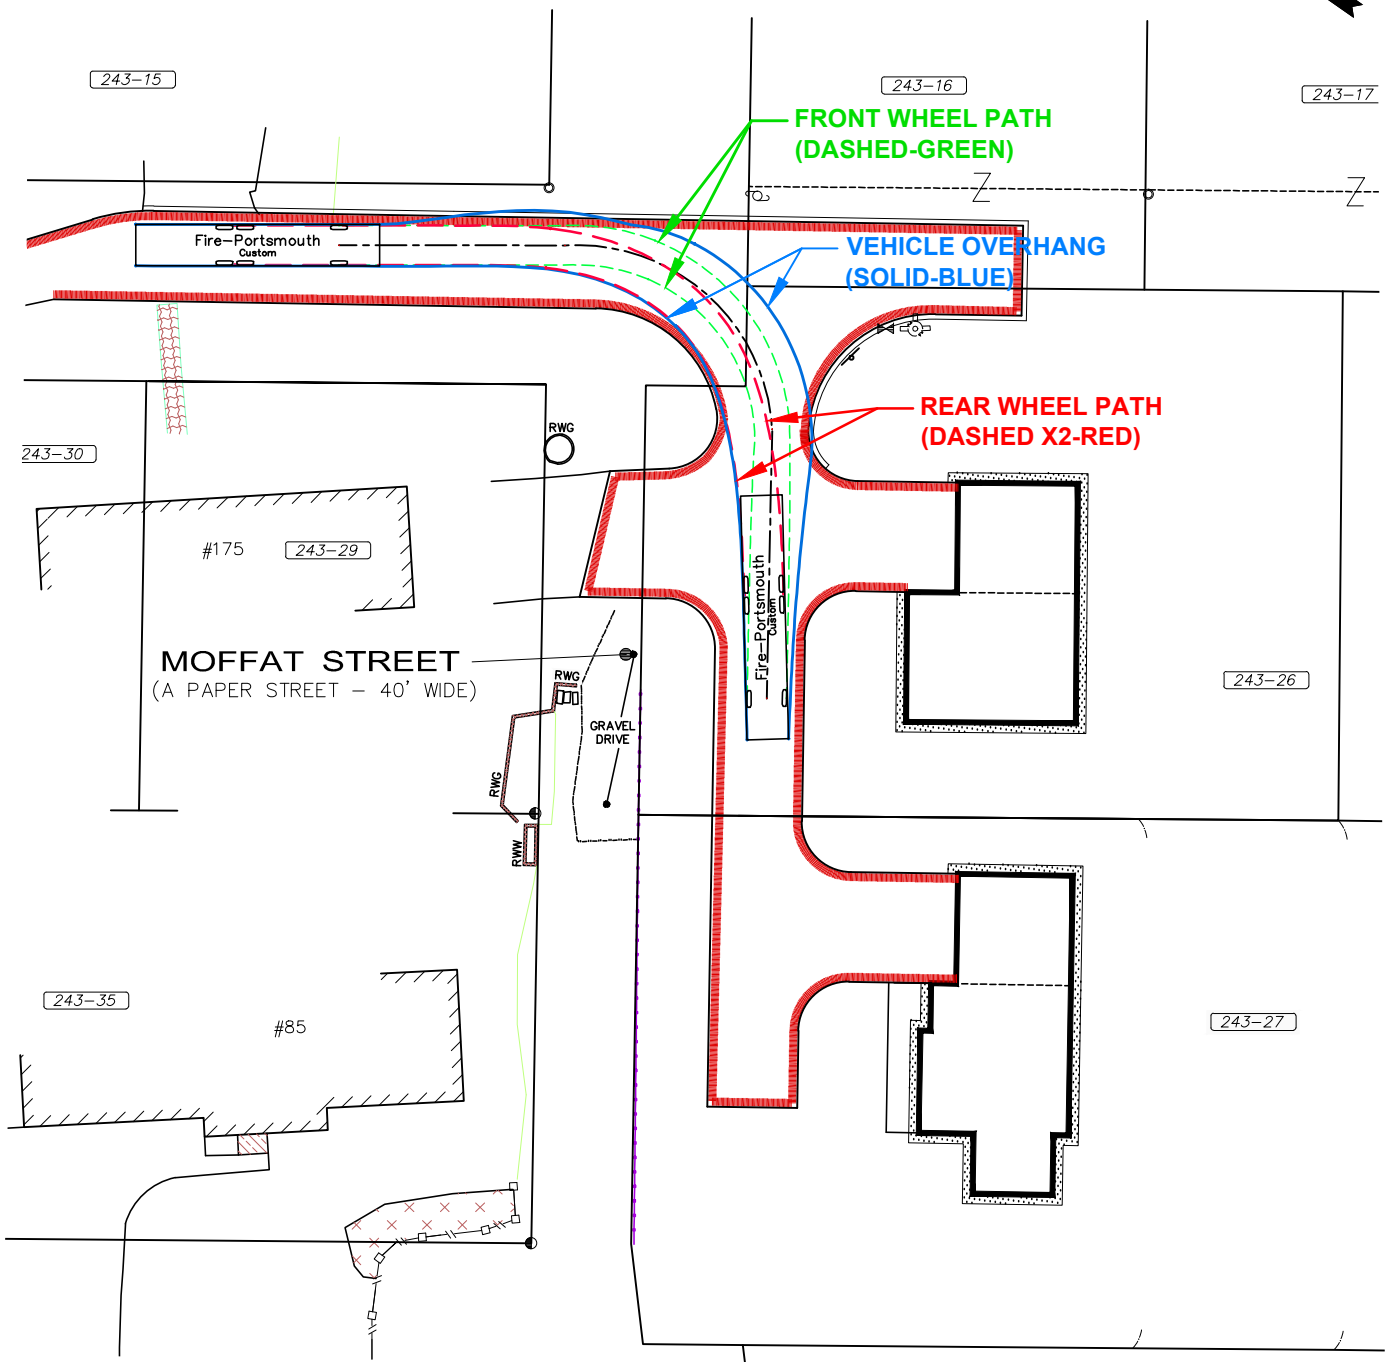 243-15
243-16
243-17
FRONT WHEEL PATH
(DASHED-GREEN)
Z
Z
Fire-Portsmouth
Custom
VEHICLE OVERHANG
(SOLID-BLUE)
REAR WHEEL PATH
(DASHED X2-RED)
RWG
243-30
#175
243-29
Fire-Portsmouth
Custom
MOFFAT STREET
(A PAPER STREET - 40' WIDE)
RWG
243-26
GRAVEL
DRIVE
RWG
RWW
243-35
#85
243-27